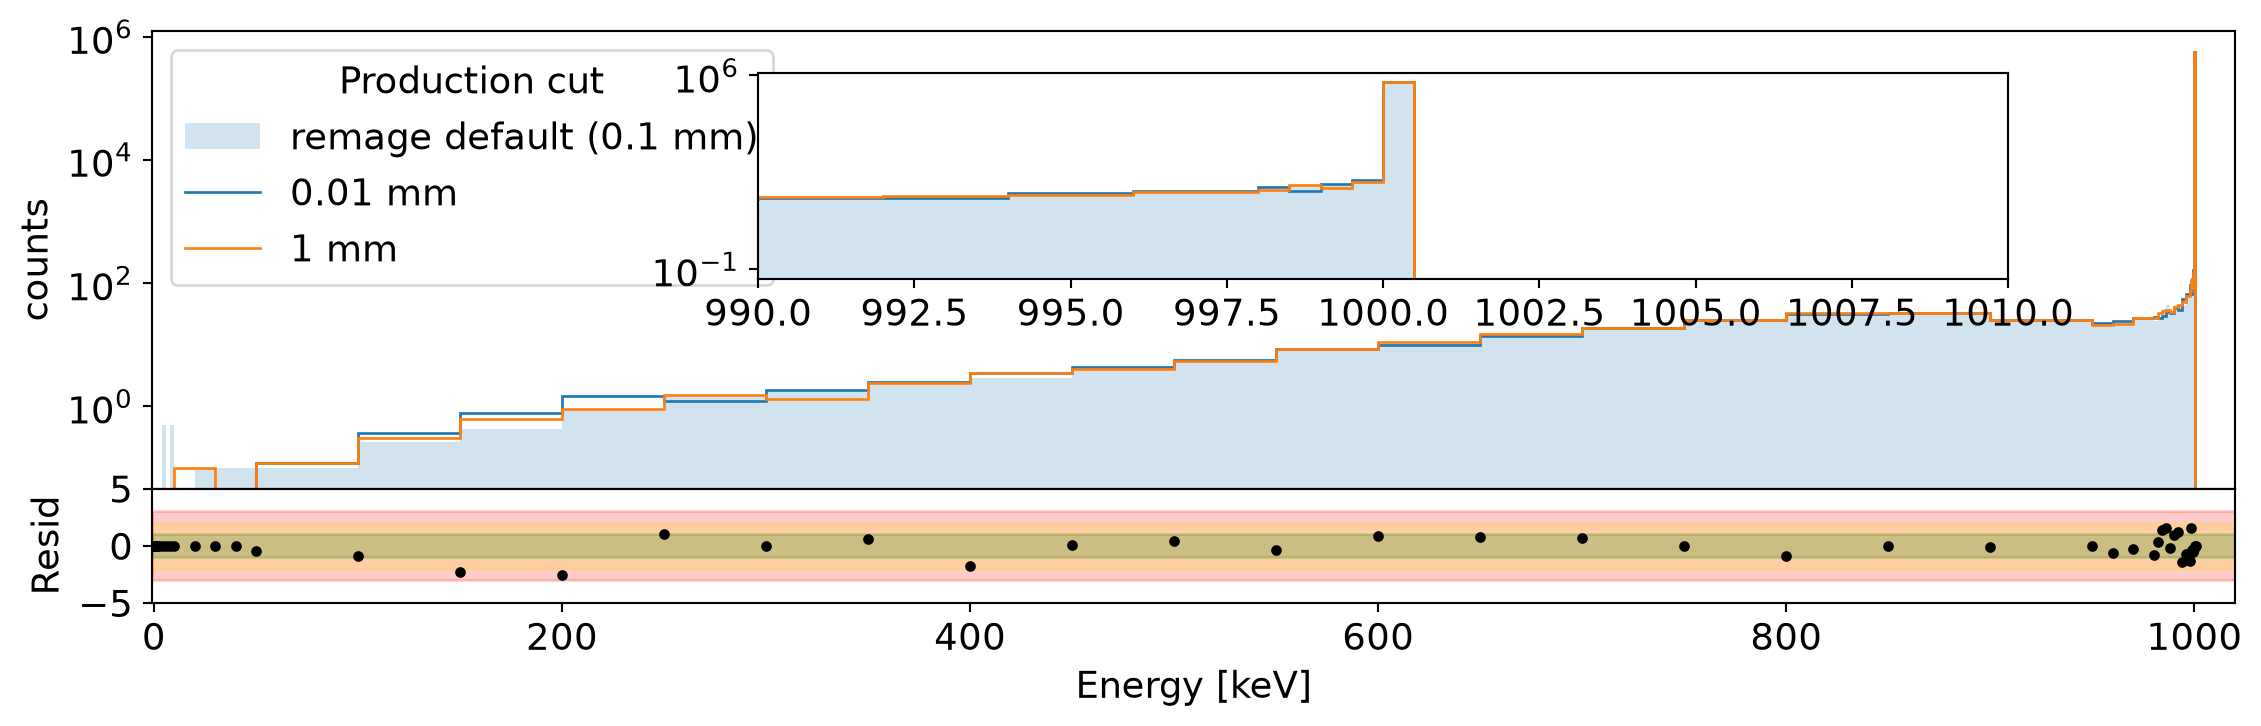 10^6
10^4
10^2
10^0
counts
Production cut
remage default (0.1 mm)
0.01 mm
1 mm
10^6
10^−1
990.0 992.5 995.0 997.5 1000.0 1002.5 1005.0 1007.5 1010.0
5
0
−5
Resid
0 200 400 600 800 1000
Energy [keV]